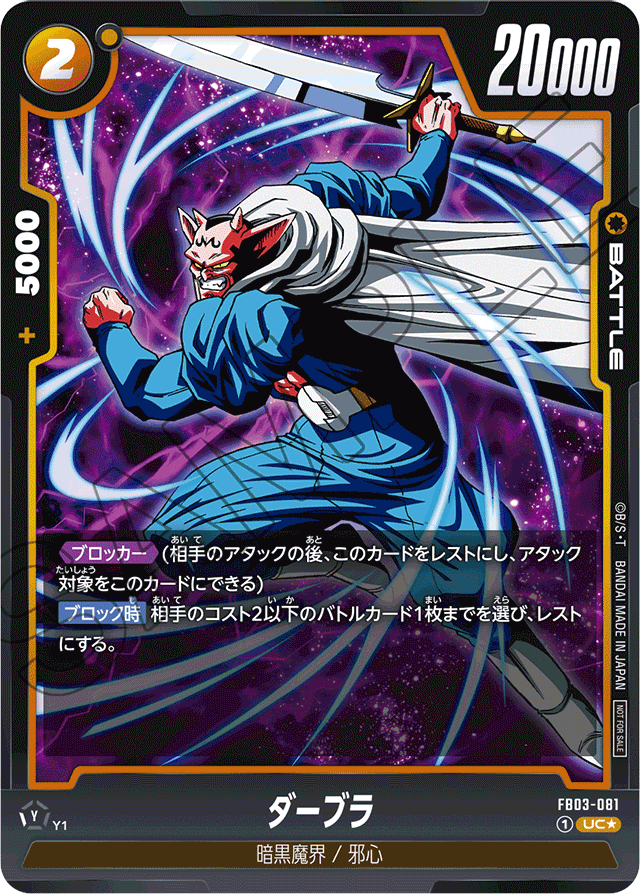 2
20000
+ 5000
BATTLE
SAMPLE
ブロッカー (相手のアタックの後、このカードをレストにし、アタック
対象をこのカードにできる)
ブロック時 相手のコスト2以下のバトルカード1枚までを選び、レスト
にする。
©B/S・T BANDAI MADE IN JAPAN
NOT FOR SALE
ダーブラ
FB03-081
Y Y1
1 UC★
暗黒魔界 / 邪心